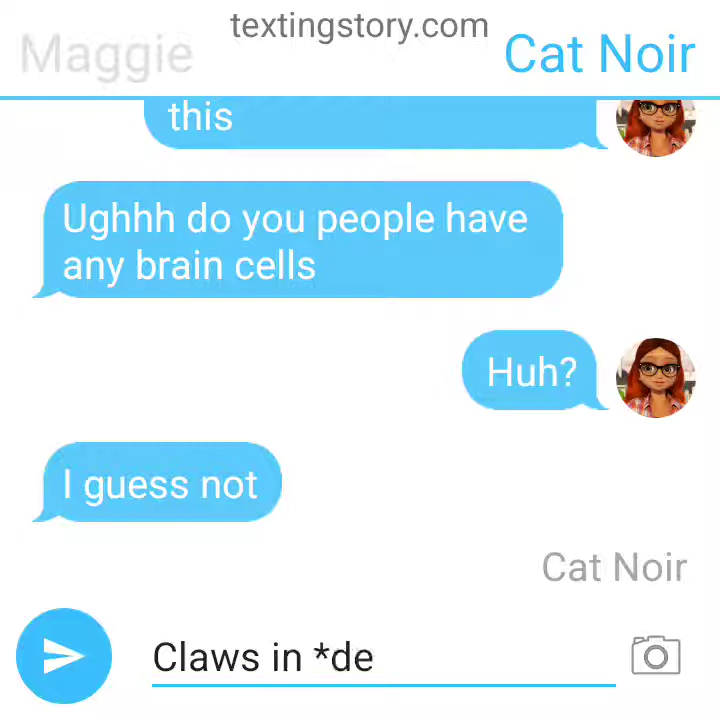 textingstory.com
Maggie
Cat Noir
this
Ughhh do you people have
any brain cells
Huh?
I guess not
Cat Noir
Claws in *de